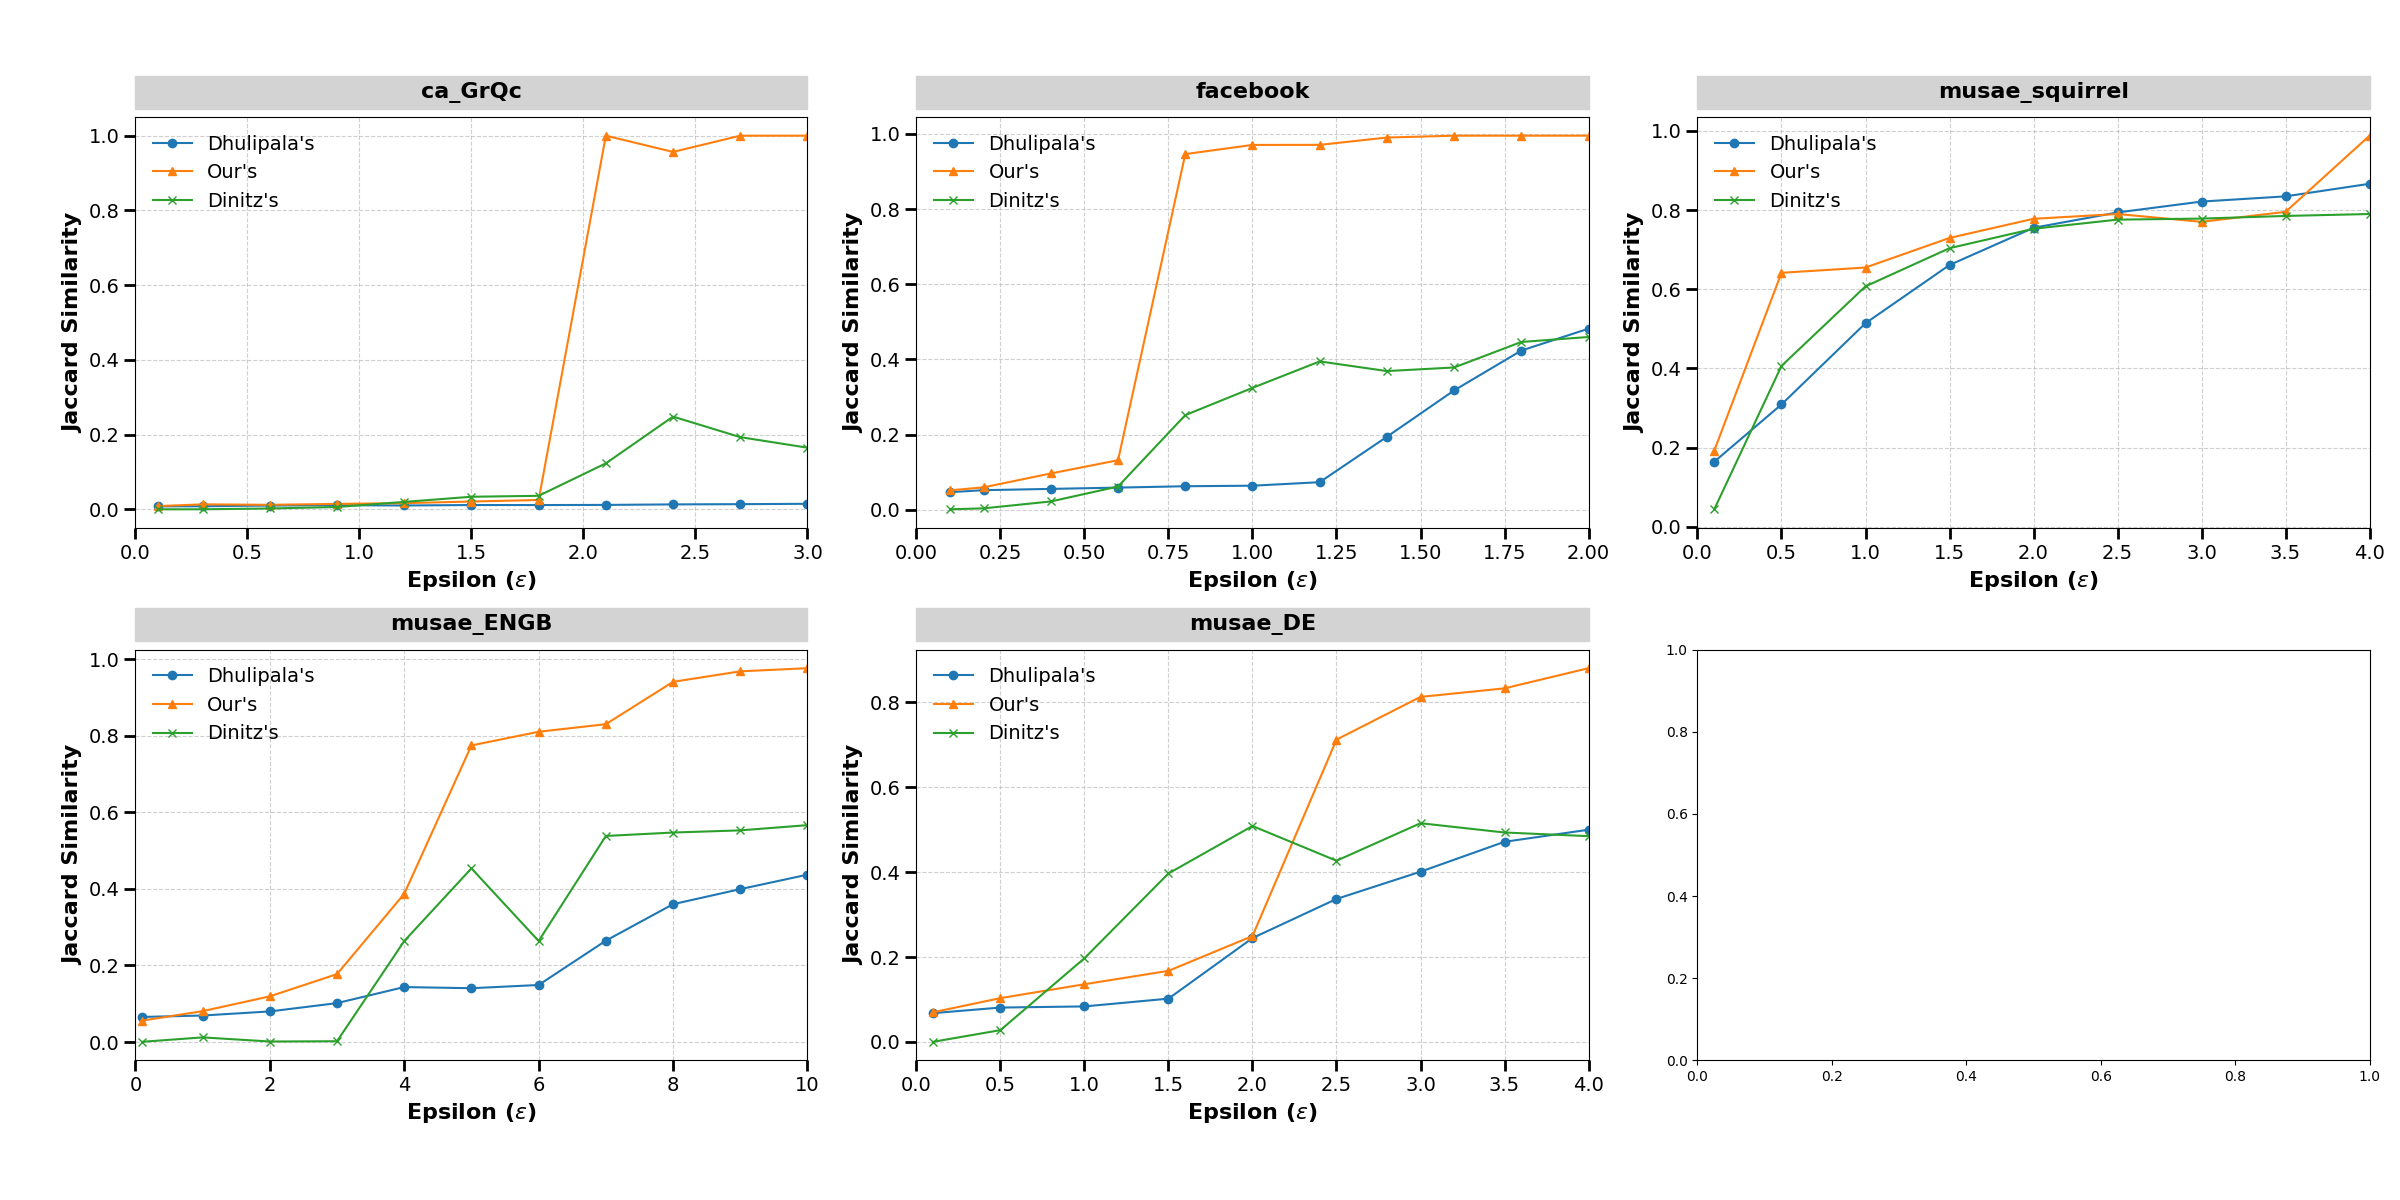 ca_GrQc
Jaccard Similarity
1.0
0.8
0.6
0.4
0.2
0.0
Dhulipala's
Our's
Dinitz's
0.0 0.5 1.0 1.5 2.0 2.5 3.0
Epsilon (ε)
facebook
Jaccard Similarity
1.0
0.8
0.6
0.4
0.2
0.0
Dhulipala's
Our's
Dinitz's
0.00 0.25 0.50 0.75 1.00 1.25 1.50 1.75 2.00
Epsilon (ε)
musae_squirrel
Jaccard Similarity
1.0
0.8
0.6
0.4
0.2
0.0
Dhulipala's
Our's
Dinitz's
0.0 0.5 1.0 1.5 2.0 2.5 3.0 3.5 4.0
Epsilon (ε)
musae_ENGB
Jaccard Similarity
1.0
0.8
0.6
0.4
0.2
0.0
Dhulipala's
Our's
Dinitz's
0 2 4 6 8 10
Epsilon (ε)
musae_DE
Jaccard Similarity
0.8
0.6
0.4
0.2
0.0
Dhulipala's
Our's
Dinitz's
0.0 0.5 1.0 1.5 2.0 2.5 3.0 3.5 4.0
Epsilon (ε)
1.0
0.8
0.6
0.4
0.2
0.0
0.0 0.2 0.4 0.6 0.8 1.0